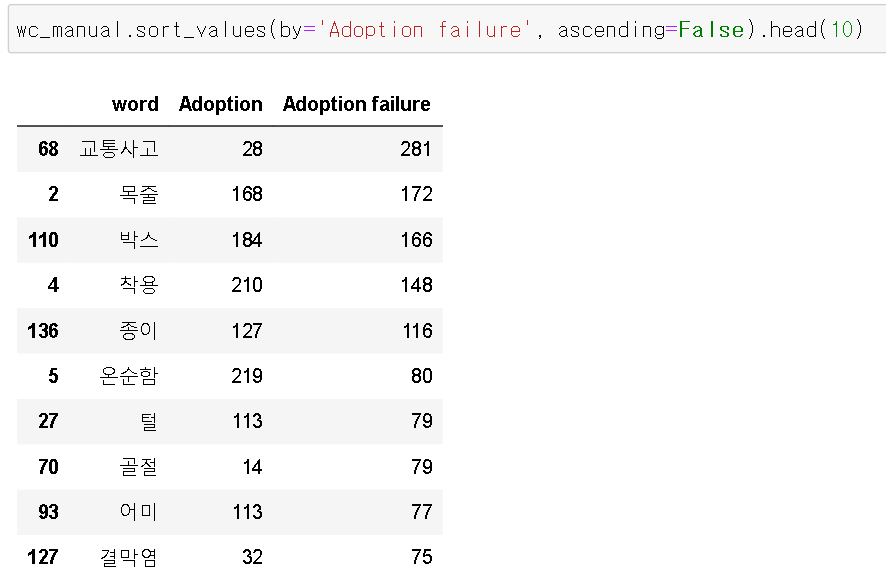 wc_manual.sort_values(by='Adoption failure', ascending=False).head(10)
word Adoption Adoption failure
68 교통사고 28 281
2 목줄 168 172
110 박스 184 166
4 착용 210 148
136 종이 127 116
5 온순함 219 80
27 털 113 79
70 골절 14 79
93 어미 113 77
127 결막염 32 75